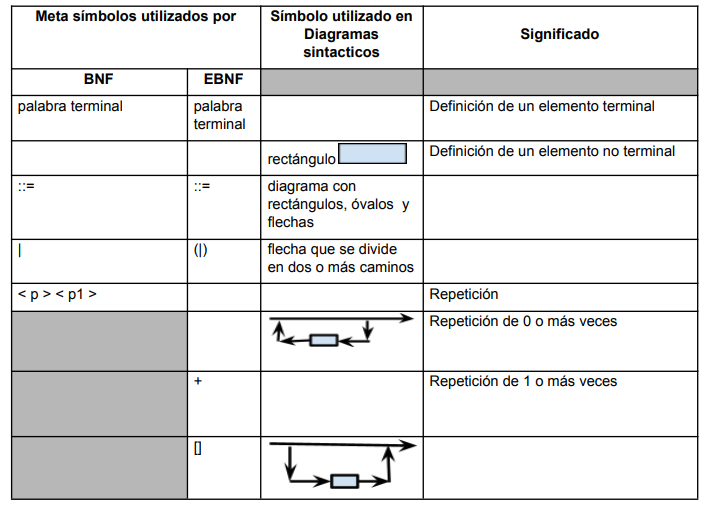 Meta símbolos utilizados por
Símbolo utilizado en
Diagramas
sintacticos
Significado
BNF
EBNF
palabra terminal
palabra
terminal
Definición de un elemento terminal
rectángulo
Definición de un elemento no terminal
::=
::=
diagrama con
rectángulos, óvalos y
flechas
|
(|)
flecha que se divide
en dos o más caminos
< p > < p1 >
Repetición
Repetición de 0 o más veces
+
Repetición de 1 o más veces
[]